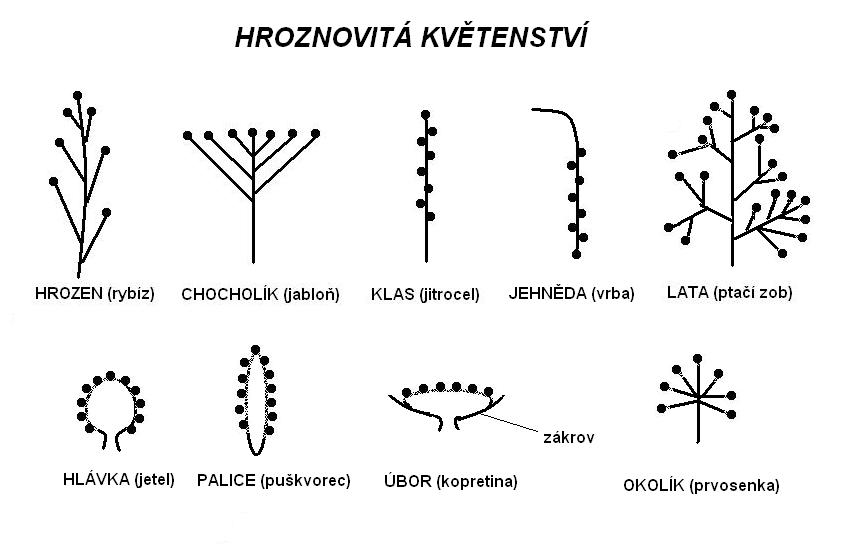 HROZNOVITÁ KVĚTENSTVÍ
HROZEN (rybíz)
CHOCHOLÍK (jabloň)
KLAS (jitrocel)
JEHNĚDA (vrba)
LATA (ptačí zob)
zákrov
HLÁVKA (jetel)
PALICE (puškvorec)
ÚBOR (kopretina)
OKOLÍK (prvosenka)